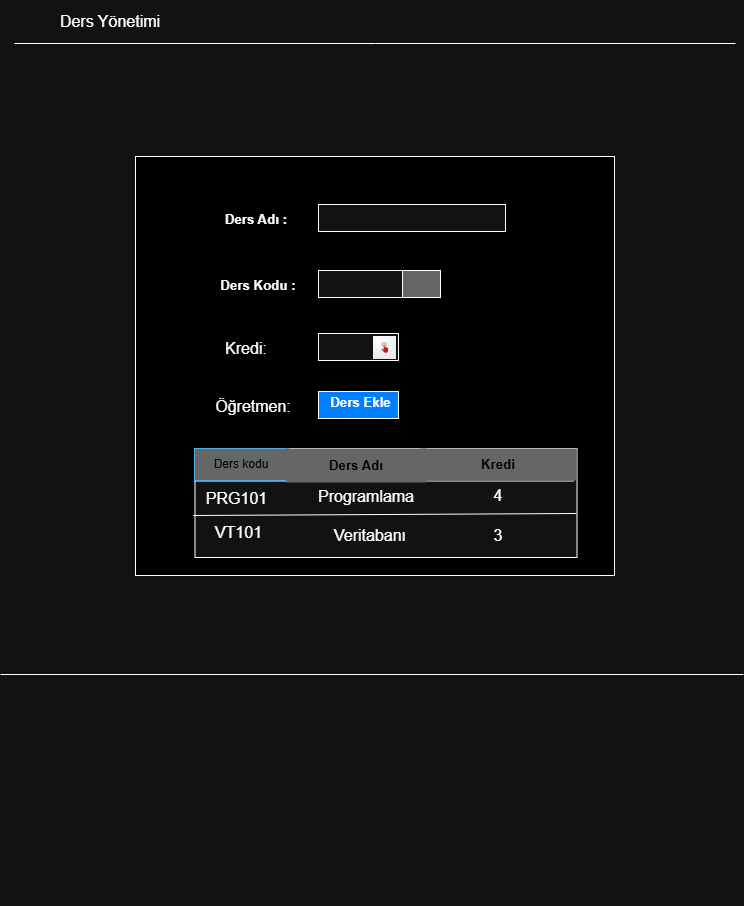 Ders Yönetimi
Ders Adı :
Ders Kodu :
Kredi:
Öğretmen: Ders Ekle
Ders kodu Ders Adı Kredi
PRG101 Programlama 4
VT101 Veritabanı 3